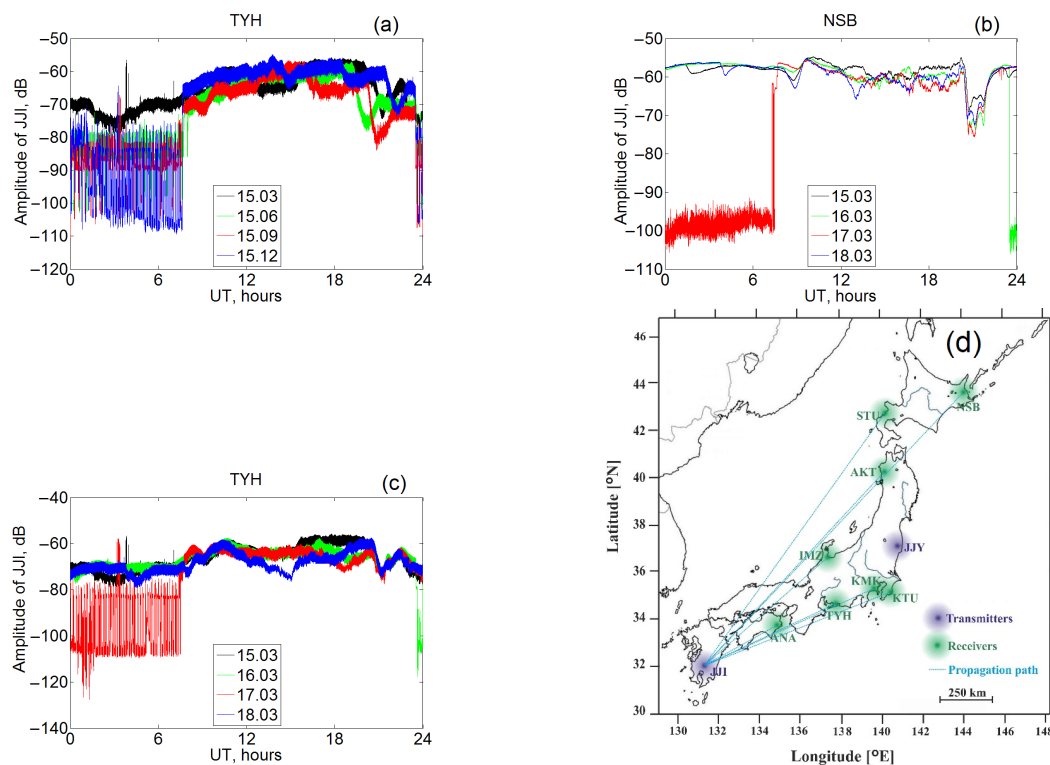 TYH
(a)
Amplitude of JJI, dB
−50
−60
−70
−80
−90
−100
−110
−120
0
6
12
18
24
UT, hours
15.03
15.06
15.09
15.12
NSB
(b)
Amplitude of JJI, dB
−50
−60
−70
−80
−90
−100
−110
0
6
12
18
24
UT, hours
15.03
16.03
17.03
18.03
TYH
(c)
Amplitude of JJI, dB
−40
−60
−80
−100
−120
−140
0
6
12
18
24
UT, hours
15.03
16.03
17.03
18.03
(d)
Latitude [°N]
46
44
42
40
38
36
34
32
30
NSB
STU
AKT
IMZ
JJY
KMK
KTU
TYH
ANA
JJI
Transmitters
Receivers
Propagation path
250 km
130
132
134
136
138
140
142
144
146
148
Longitude [°E]